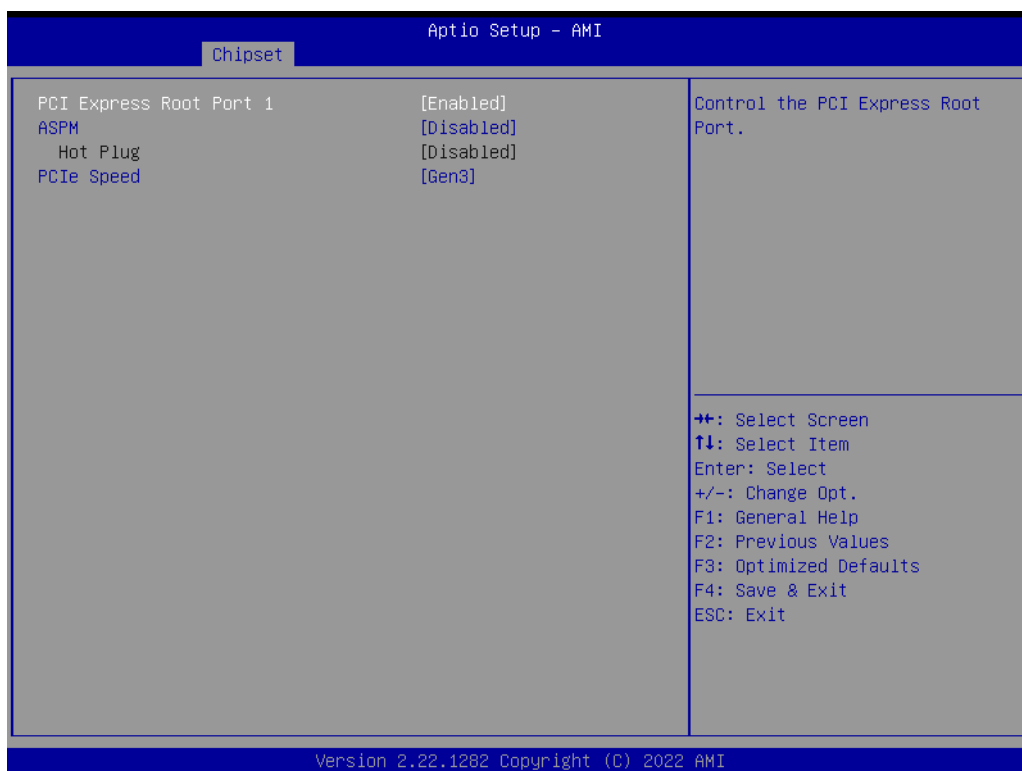 Aptio Setup – AMI
Chipset
PCI Express Root Port 1 [Enabled]
ASPM [Disabled]
Hot Plug [Disabled]
PCIe Speed [Gen3]
Control the PCI Express Root
Port.
→←: Select Screen
↑↓: Select Item
Enter: Select
+/-: Change Opt.
F1: General Help
F2: Previous Values
F3: Optimized Defaults
F4: Save & Exit
ESC: Exit
Version 2.22.1282 Copyright (C) 2022 AMI